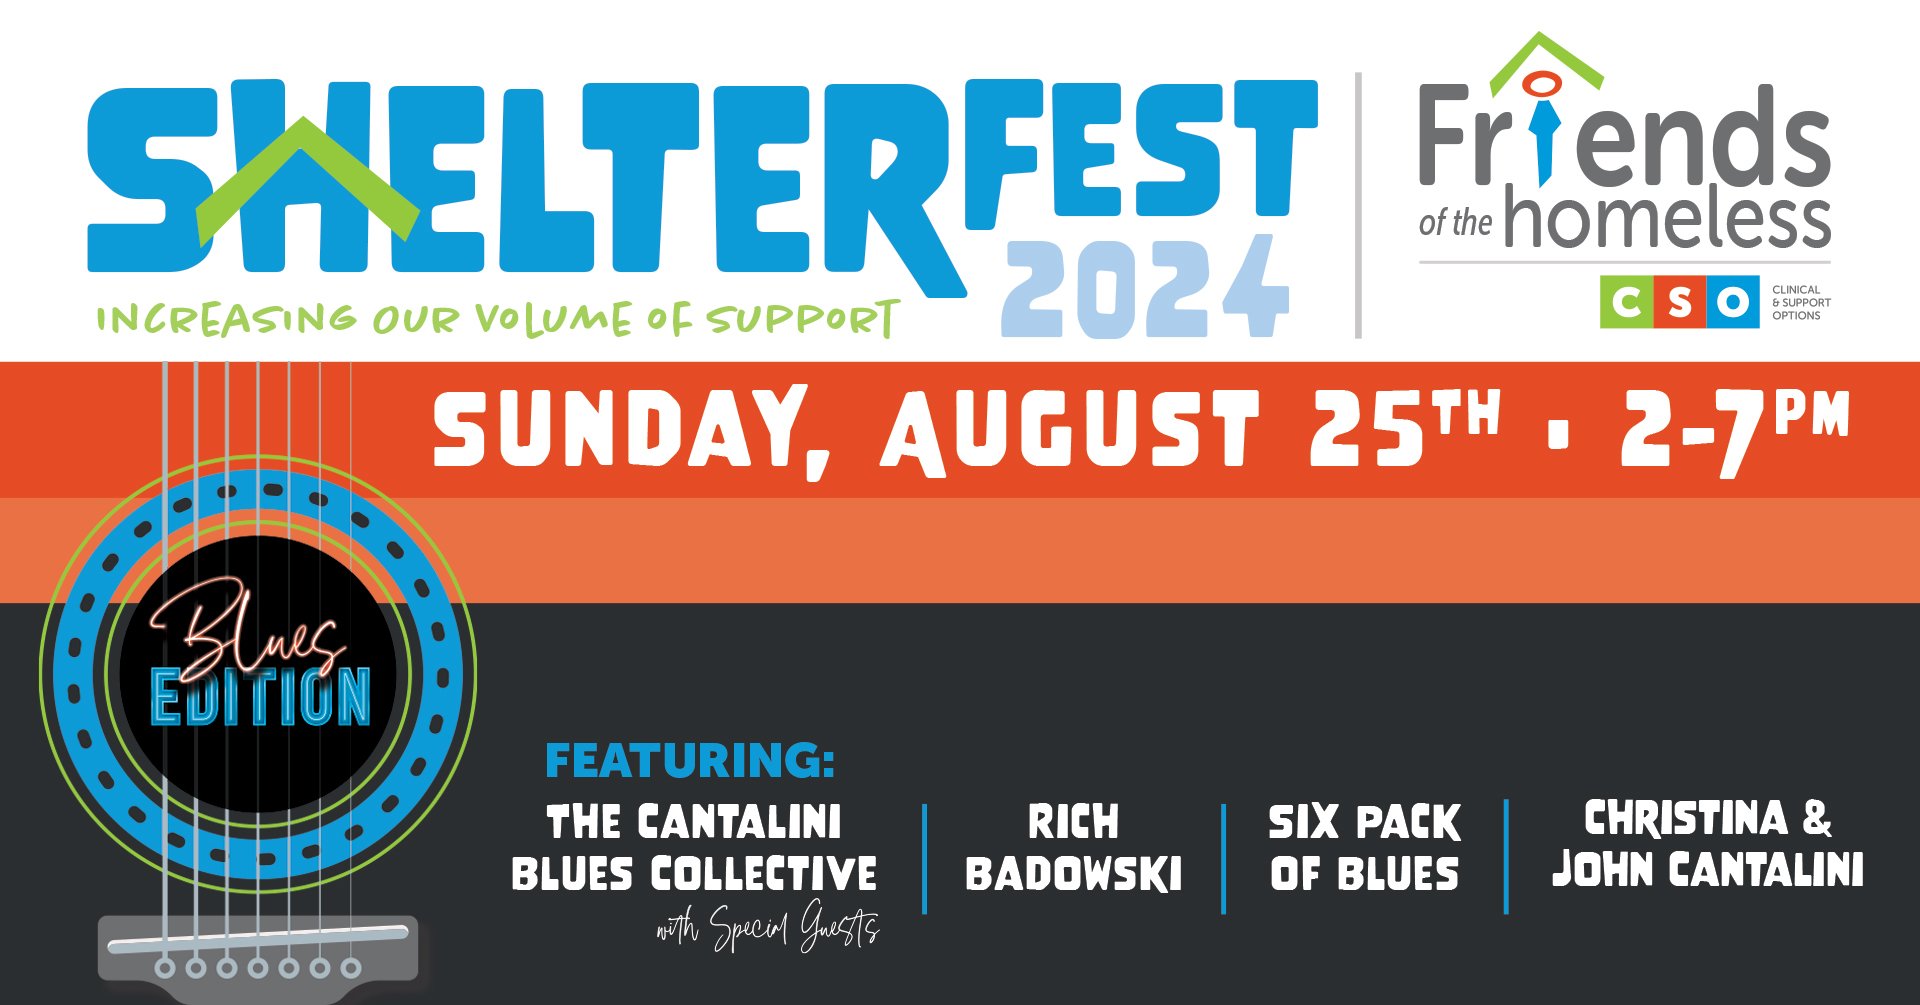 SHELTERFEST
2024
INCREASING OUR VOLUME OF SUPPORT
Friends
of the homeless
CSO
CLINICAL
& SUPPORT
OPTIONS
SUNDAY, AUGUST 25TH · 2-7PM
Blues
EDITION
FEATURING:
THE CANTALINI
BLUES COLLECTIVE
with Special Guests
RICH
BADOWSKI
SIX PACK
OF BLUES
CHRISTINA &
JOHN CANTALINI